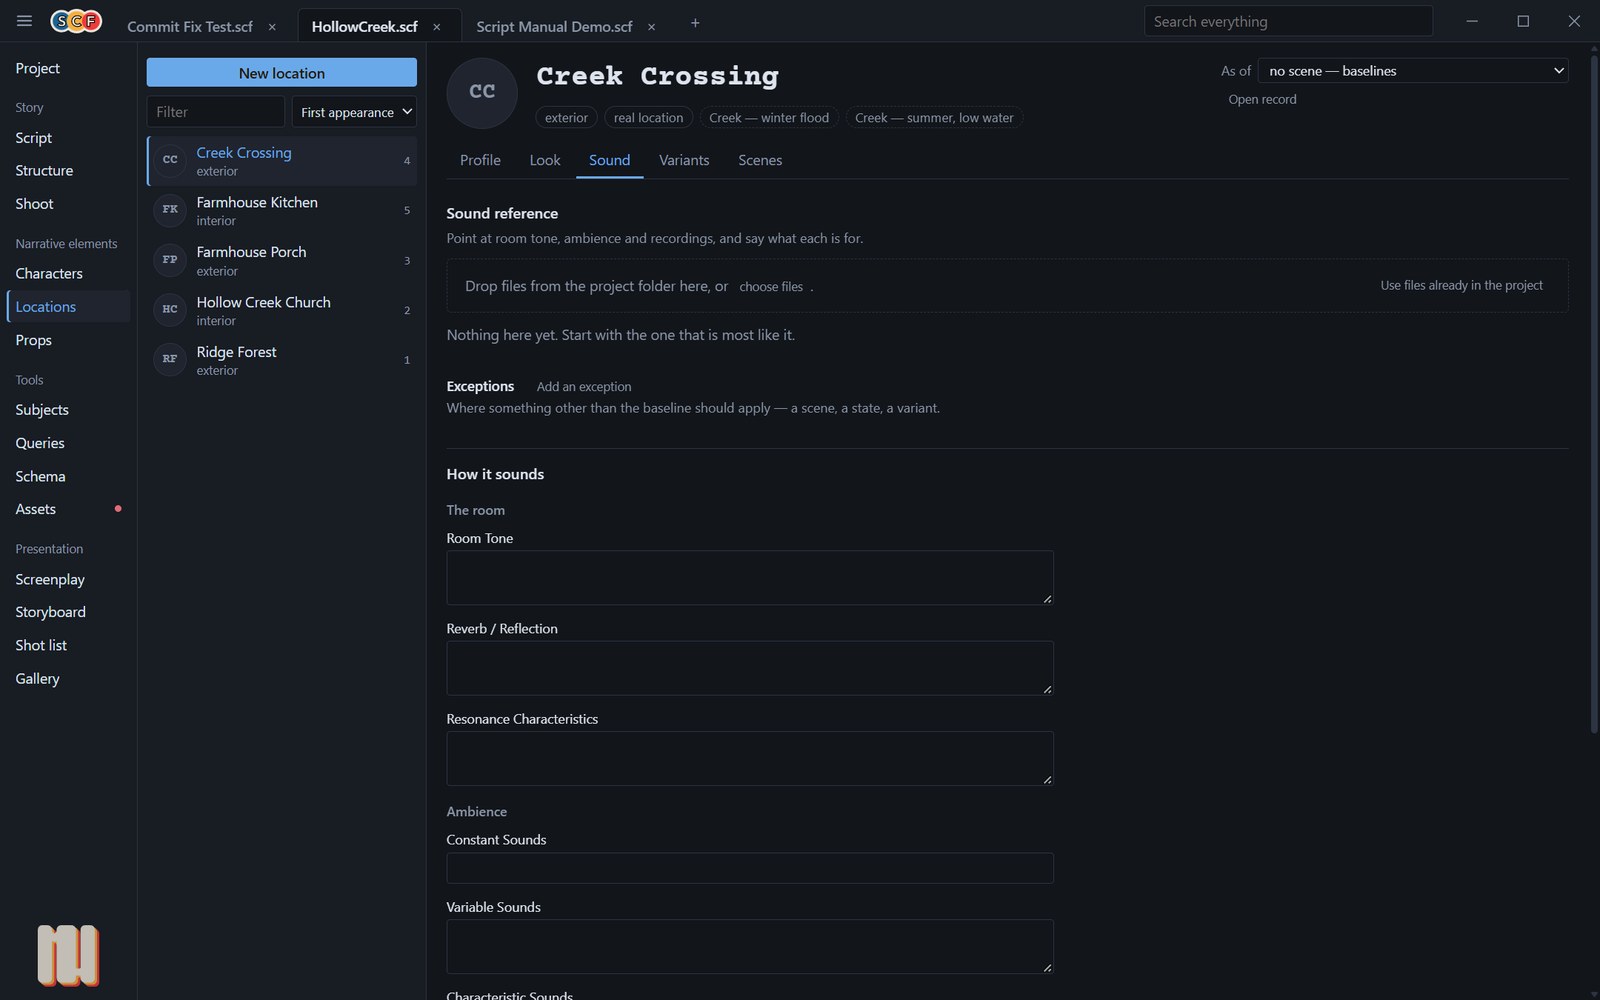 SCF
Commit Fix Test.scf ×
HollowCreek.scf ×
Script Manual Demo.scf ×
+
Search everything
Project
Story
Script
Structure
Shoot
Narrative elements
Characters
Locations
Props
Tools
Subjects
Queries
Schema
Assets
Presentation
Screenplay
Storyboard
Shot list
Gallery
New location
Filter
First appearance
CC Creek Crossing 4
exterior
FK Farmhouse Kitchen 5
interior
FP Farmhouse Porch 3
exterior
HC Hollow Creek Church 2
interior
RF Ridge Forest 1
exterior
CC
Creek Crossing
exterior real location Creek — winter flood Creek — summer, low water
As of no scene — baselines
Open record
Profile Look Sound Variants Scenes
Sound reference
Point at room tone, ambience and recordings, and say what each is for.
Drop files from the project folder here, or choose files .
Use files already in the project
Nothing here yet. Start with the one that is most like it.
Exceptions Add an exception
Where something other than the baseline should apply — a scene, a state, a variant.
How it sounds
The room
Room Tone
Reverb / Reflection
Resonance Characteristics
Ambience
Constant Sounds
Variable Sounds
Characteristic Sounds